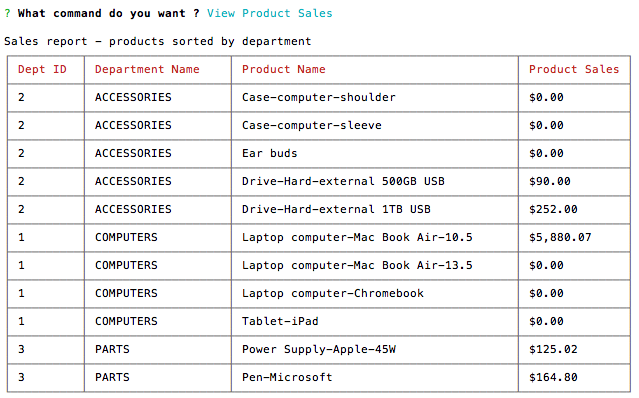 ? What command do you want ? View Product Sales
Sales report – products sorted by department
Dept ID Department Name Product Name Product Sales
2 ACCESSORIES Case-computer-shoulder $0.00
2 ACCESSORIES Case-computer-sleeve $0.00
2 ACCESSORIES Ear buds $0.00
2 ACCESSORIES Drive-Hard-external 500GB USB $90.00
2 ACCESSORIES Drive-Hard-external 1TB USB $252.00
1 COMPUTERS Laptop computer-Mac Book Air-10.5 $5,880.07
1 COMPUTERS Laptop computer-Mac Book Air-13.5 $0.00
1 COMPUTERS Laptop computer-Chromebook $0.00
1 COMPUTERS Tablet-iPad $0.00
3 PARTS Power Supply-Apple-45W $125.02
3 PARTS Pen-Microsoft $164.80